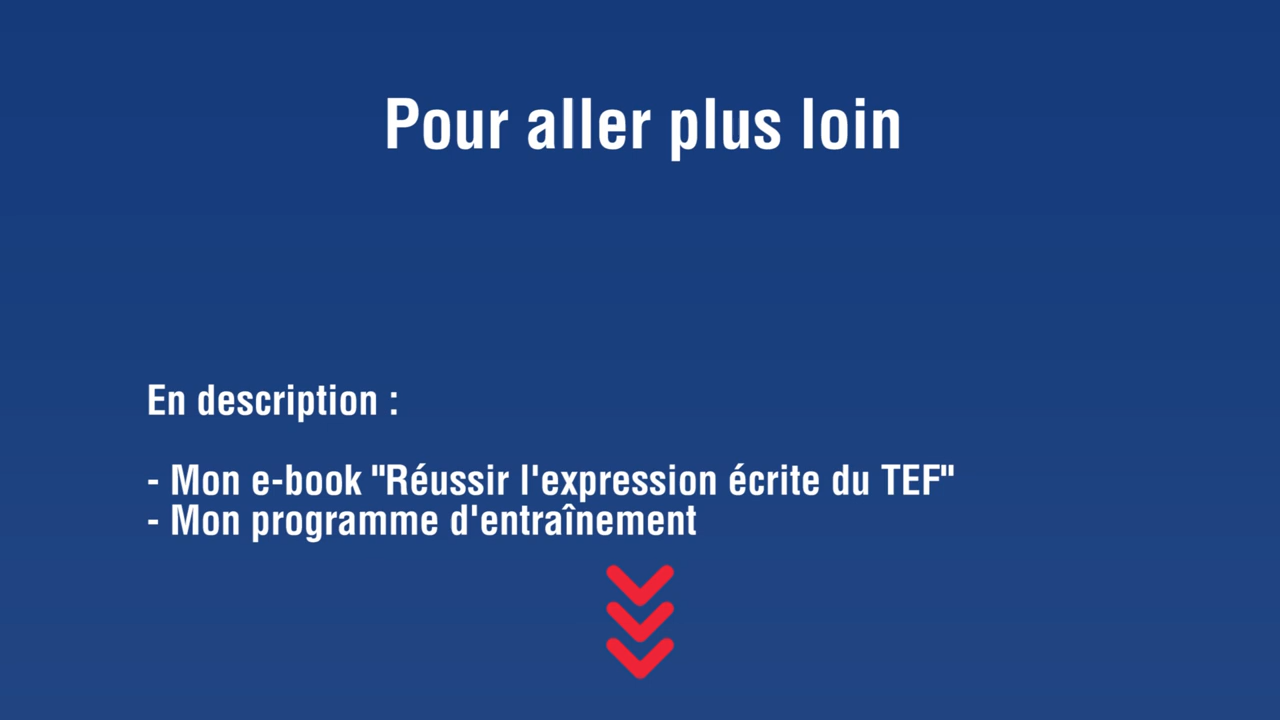 Pour aller plus loin
En description :
- Mon e-book "Réussir l'expression écrite du TEF"
- Mon programme d'entraînement